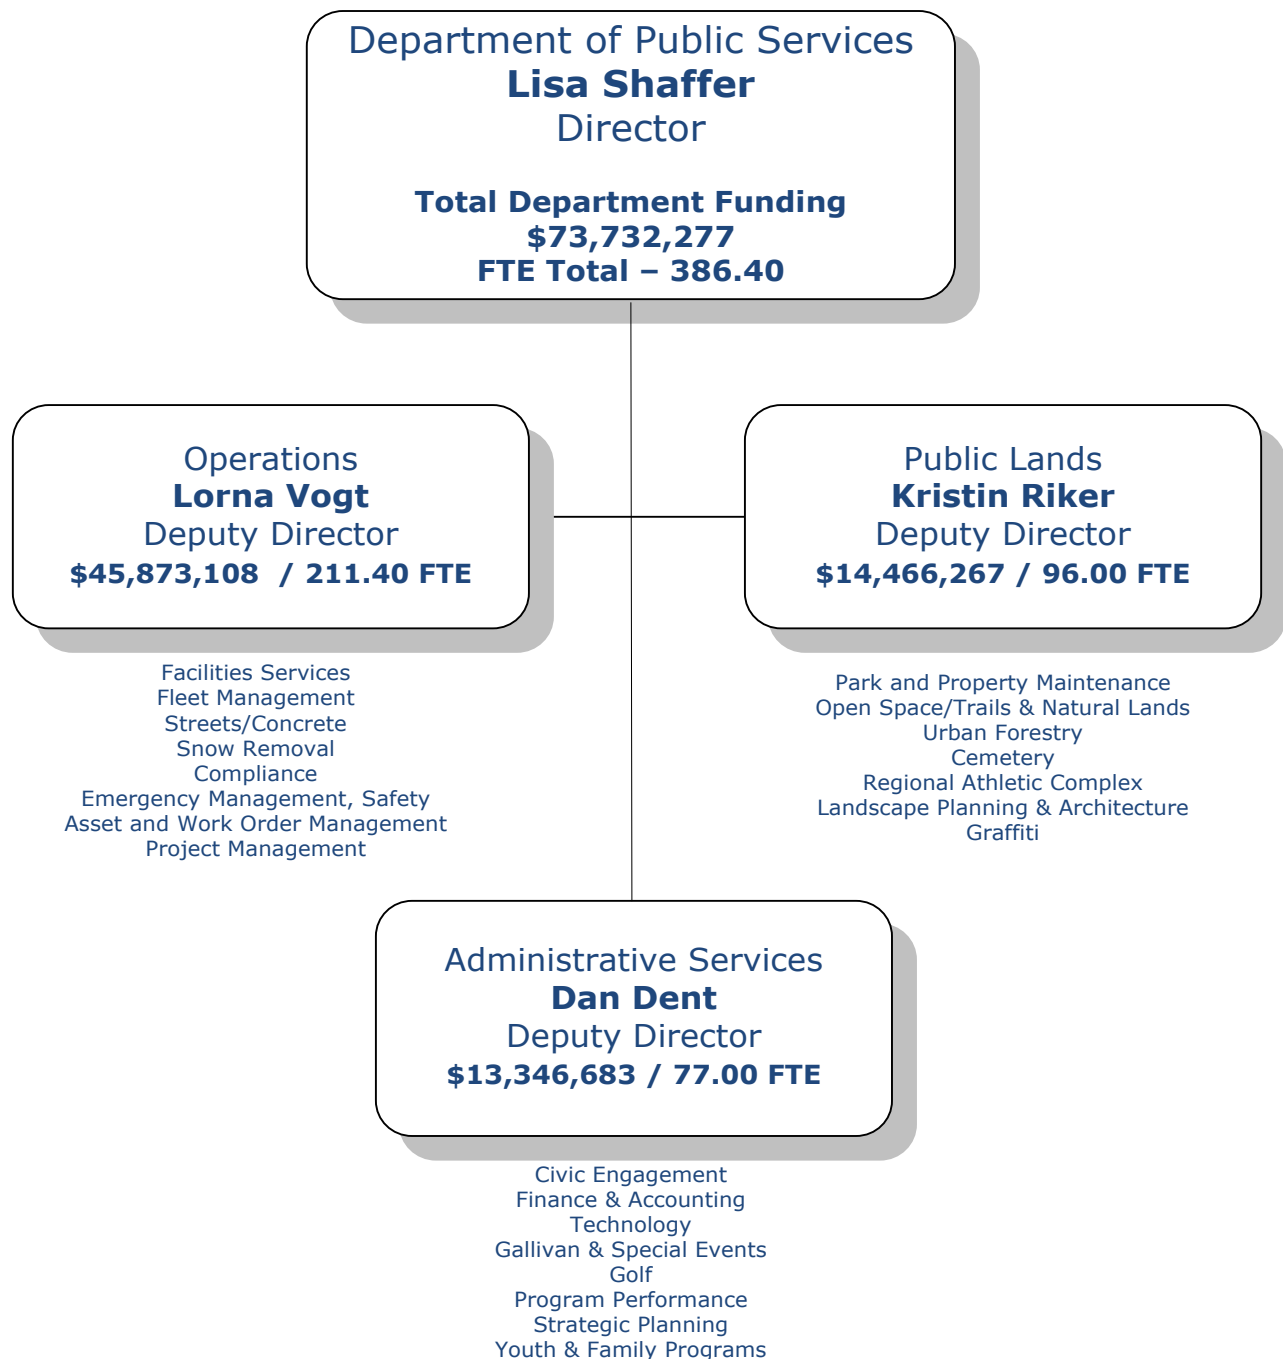 Department of Public Services
Lisa Shaffer
Director
Total Department Funding
$73,732,277
FTE Total – 386.40
Operations
Lorna Vogt
Deputy Director
$45,873,108 / 211.40 FTE
Facilities Services
Fleet Management
Streets/Concrete
Snow Removal
Compliance
Emergency Management, Safety
Asset and Work Order Management
Project Management
Public Lands
Kristin Riker
Deputy Director
$14,466,267 / 96.00 FTE
Park and Property Maintenance
Open Space/Trails & Natural Lands
Urban Forestry
Cemetery
Regional Athletic Complex
Landscape Planning & Architecture
Graffiti
Administrative Services
Dan Dent
Deputy Director
$13,346,683 / 77.00 FTE
Civic Engagement
Finance & Accounting
Technology
Gallivan & Special Events
Golf
Program Performance
Strategic Planning
Youth & Family Programs